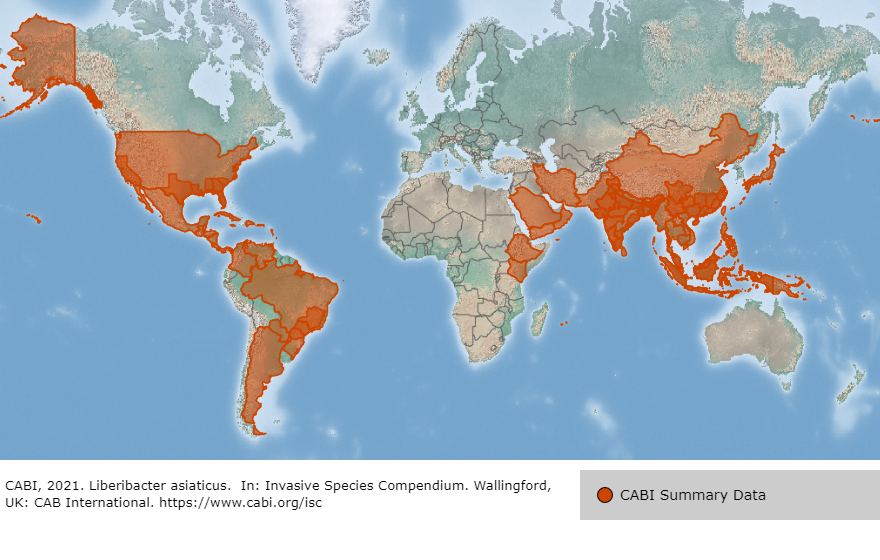 CABI, 2021. Liberibacter asiaticus.  In: Invasive Species Compendium. Wallingford,
UK: CAB International. https://www.cabi.org/isc
CABI Summary Data